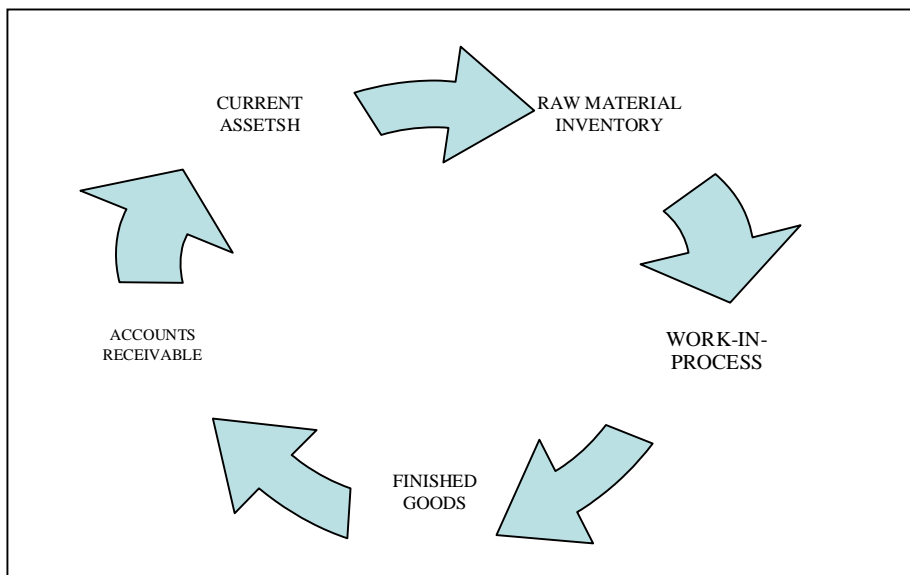 CURRENT
ASSETSH
RAW MATERIAL
INVENTORY
WORK-IN-
PROCESS
FINISHED
GOODS
ACCOUNTS
RECEIVABLE